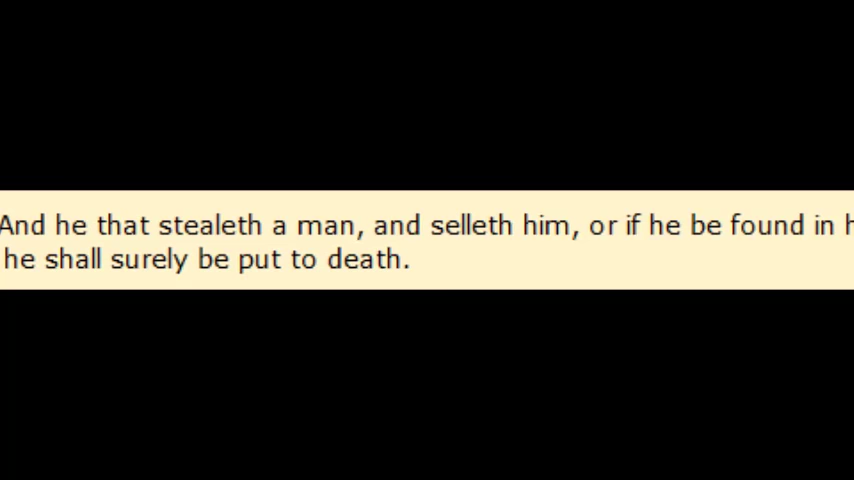 And he that stealeth a man, and selleth him, or if he be found in
he shall surely be put to death.